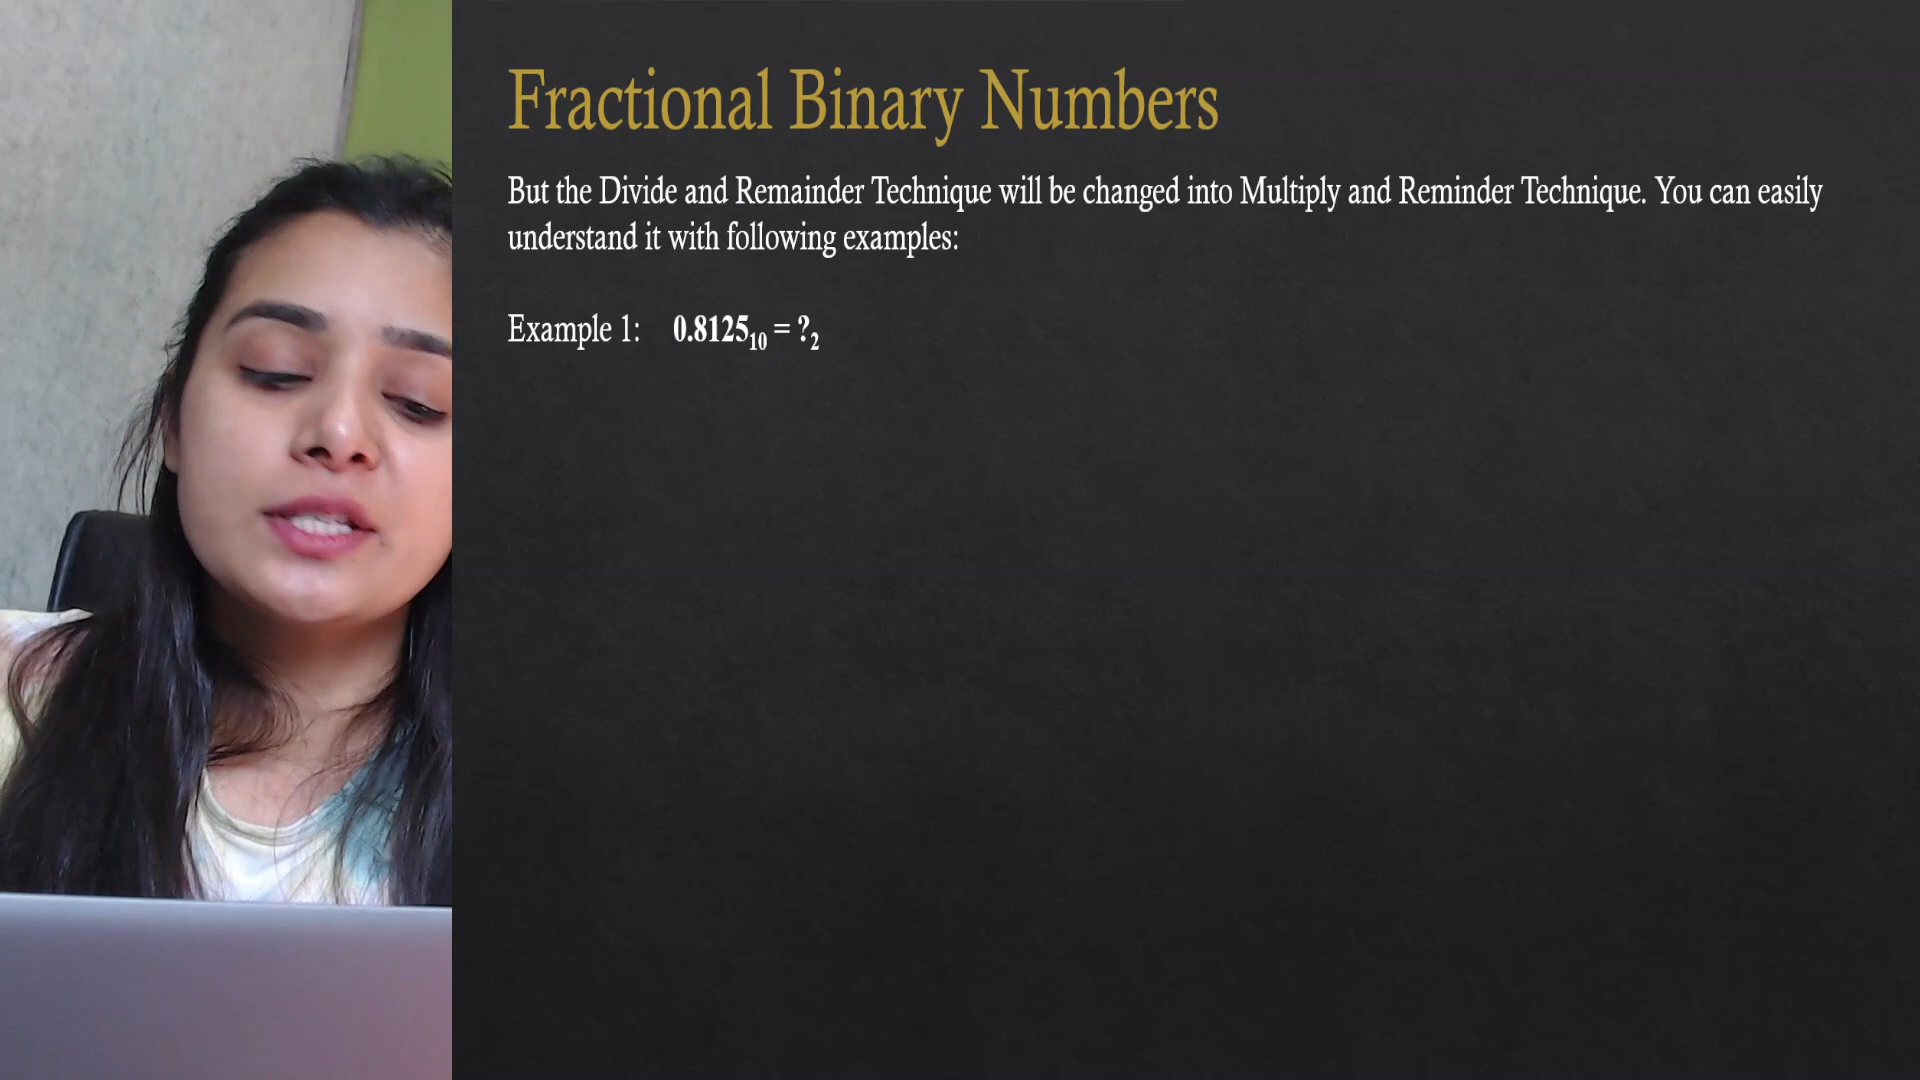 Fractional Binary Numbers
But the Divide and Remainder Technique will be changed into Multiply and Reminder Technique. You can easily
understand it with following examples:
Example 1: 0.8125₁₀ = ?₂